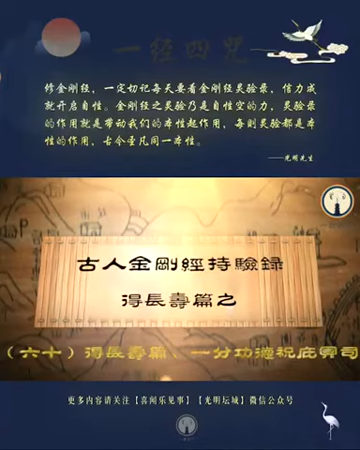 一经四咒
修金刚经，一定切记每天要看金刚经灵验录，信力成
就开启自性。金刚经之灵验乃是自性空的力，灵验录
的作用就是带动我们的本性起作用，每则灵验都是本
性的作用，古今圣凡同一本性。
——光明先生
古人金剛經持驗録
得長壽篇之
（六十）得長壽篇、一分功德祝庇興司
更多内容请关注【喜闻乐见事】【光明坛城】微信公众号